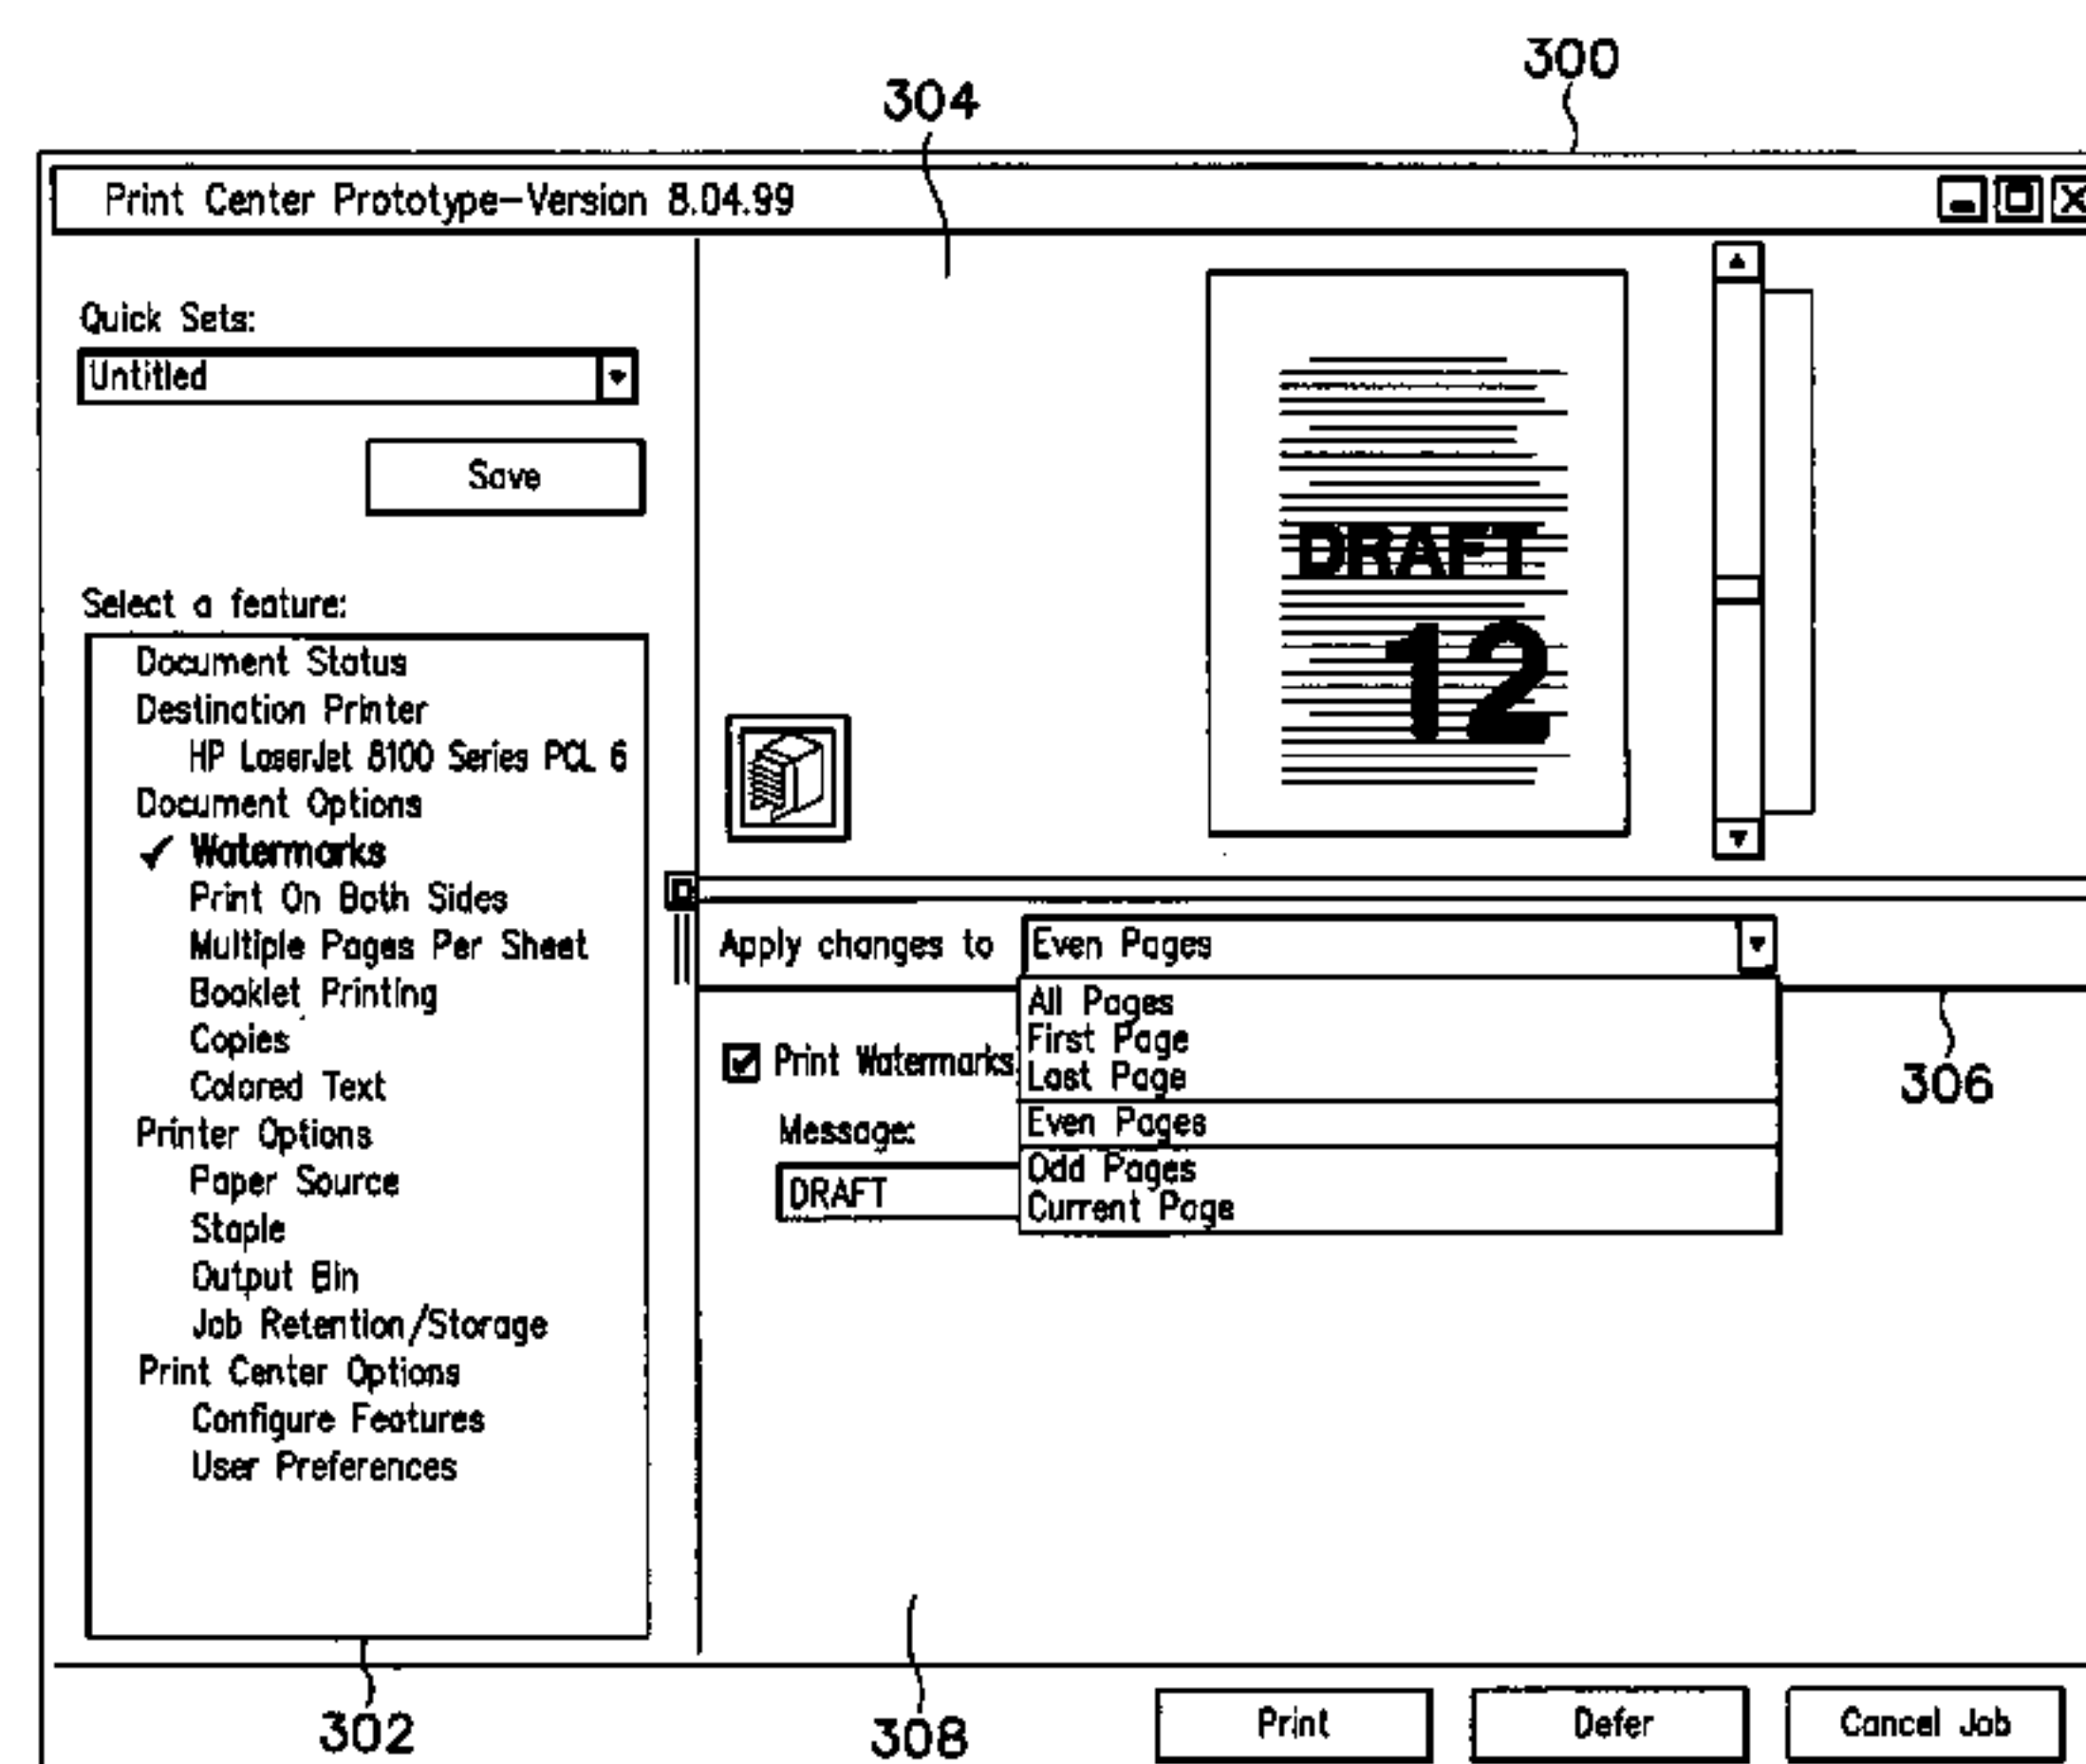 300
304
Print Center Prototype-Version 8.04.99
Quick Sets:
Untitled
Save
Select a feature:
Document Status
Destination Printer
HP LaserJet 8100 Series PCL 6
Document Options
✓ Watermarks
Print On Both Sides
Multiple Pages Per Sheet
Booklet Printing
Copies
Colored Text
Printer Options
Paper Source
Staple
Output Bin
Job Retention/Storage
Print Center Options
Configure Features
User Preferences
302
DRAFT
12
Apply changes to Even Pages
All Pages
First Page
Last Page
Even Pages
Odd Pages
Current Page
306
Print Watermarks
Message:
DRAFT
308
Print Defer Cancel Job